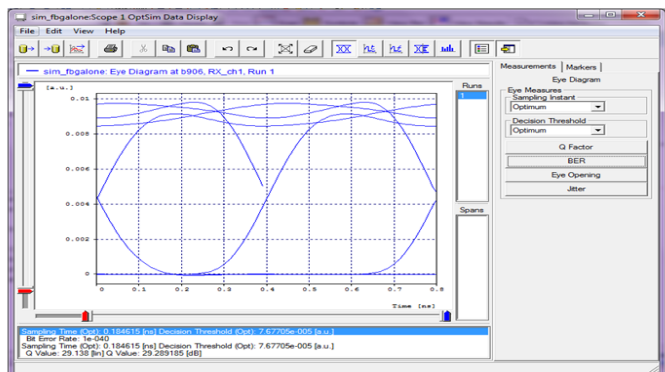 sim_fbgalone:Scope 1 OptSim Data Display
File Edit View Help
sim_fbgalone: Eye Diagram at b906, RX_ch1, Run 1
[a.u.]
0.01
0.008
0.006
0.004
0.002
0
0 0.1 0.2 0.3 0.4 0.5 0.6 0.7 0.8
Time [ns]
Runs
1
Spans
Measurements Markers
Eye Diagram
Eye Measures
Sampling Instant
Optimum
Decision Threshold
Optimum
Q Factor
BER
Eye Opening
Jitter
Sampling Time (Opt): 0.184615 [ns] Decision Threshold (Opt): 7.67705e-005 [a.u.]
Bit Error Rate: 1e-040
Sampling Time (Opt): 0.184615 [ns] Decision Threshold (Opt): 7.67705e-005 [a.u.]
Q Value: 29.138 [lin] Q Value: 29.289185 [dB]